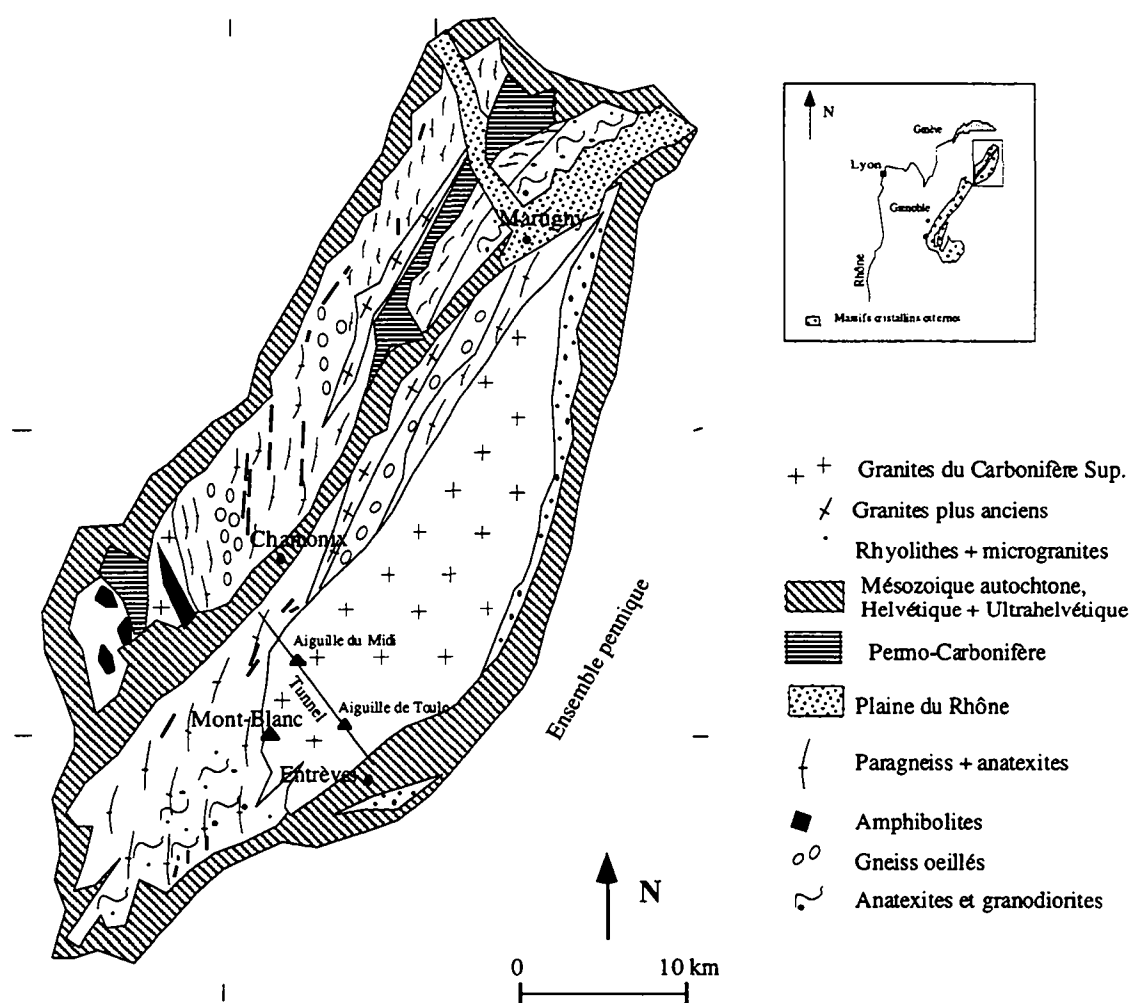 Martigny
Chamonix
Aiguille du Midi
Tunnel
Mont-Blanc
Aiguille de Toulo
Entrèves
Ensemble pennique
N
0 10 km
N
Genève
Lyon
Grenoble
Rhône
Massifs cristallins externes
Granites du Carbonifère Sup.
Granites plus anciens
Rhyolithes + microgranites
Mésozoïque autochtone,
Helvétique + Ultrahelvétique
Permo-Carbonifère
Plaine du Rhône
Paragneiss + anatexites
Amphibolites
Gneiss oeillés
Anatexites et granodiorites